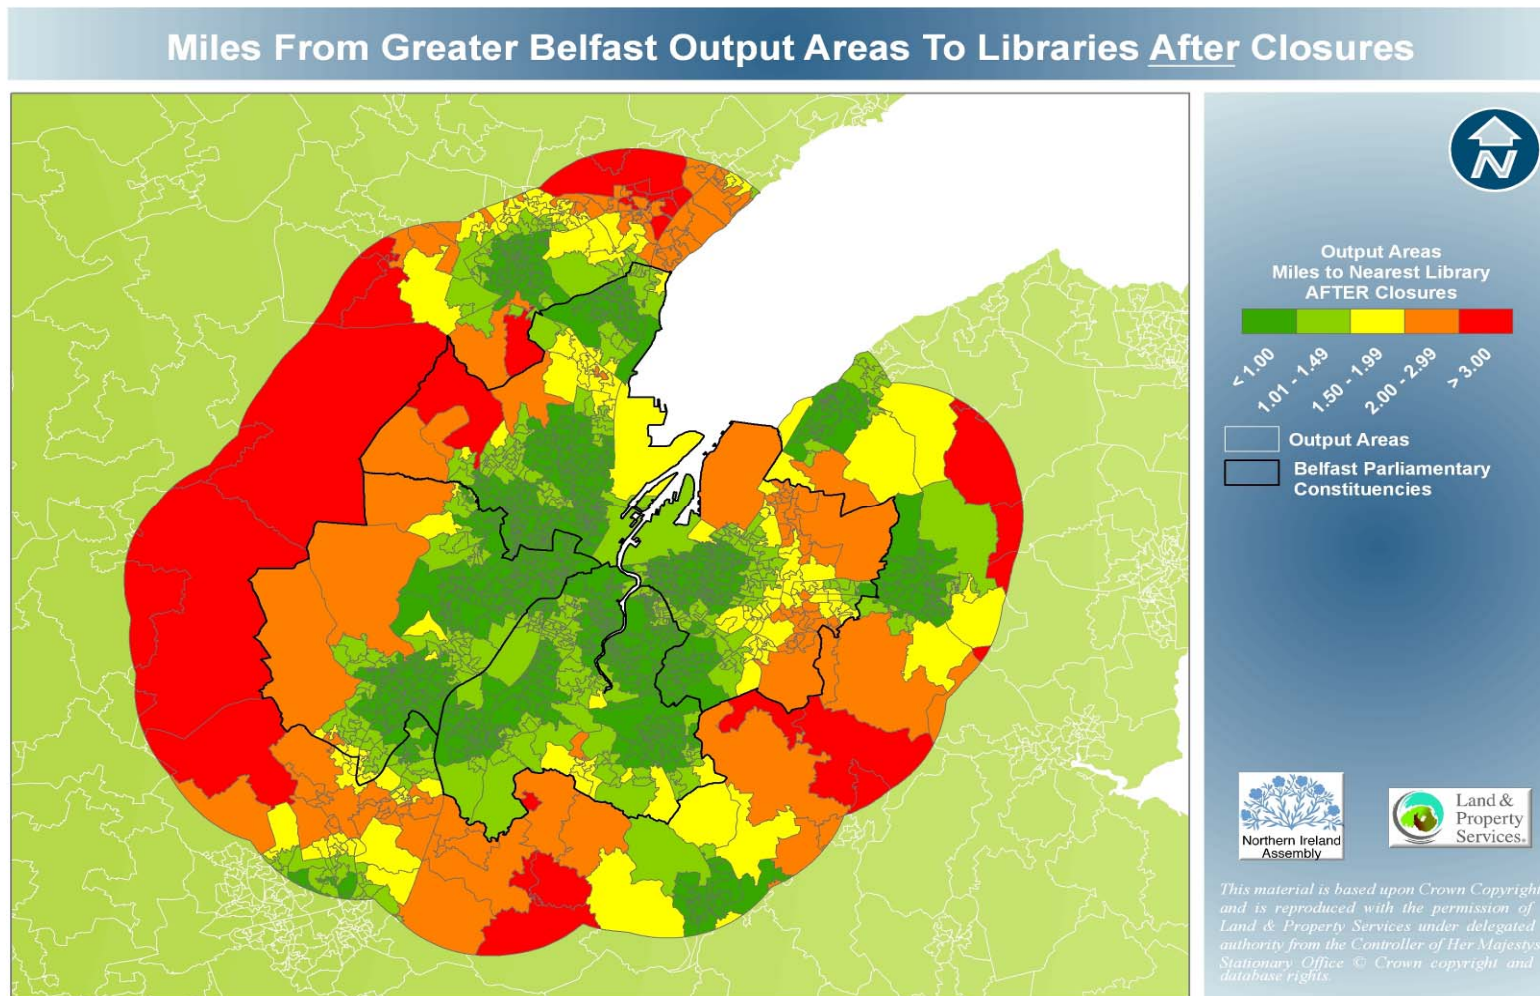 Miles From Greater Belfast Output Areas To Libraries After Closures
N
Output Areas
Miles to Nearest Library
AFTER Closures
< 1.00
1.01 - 1.49
1.50 - 1.99
2.00 - 2.99
> 3.00
Output Areas
Belfast Parliamentary
Constituencies
Northern Ireland
Assembly
Land &
Property
Services.
This material is based upon Crown Copyright
and is reproduced with the permission of
Land & Property Services under delegated
authority from the Controller of Her Majestys
Stationary Office © Crown copyright and
database rights.